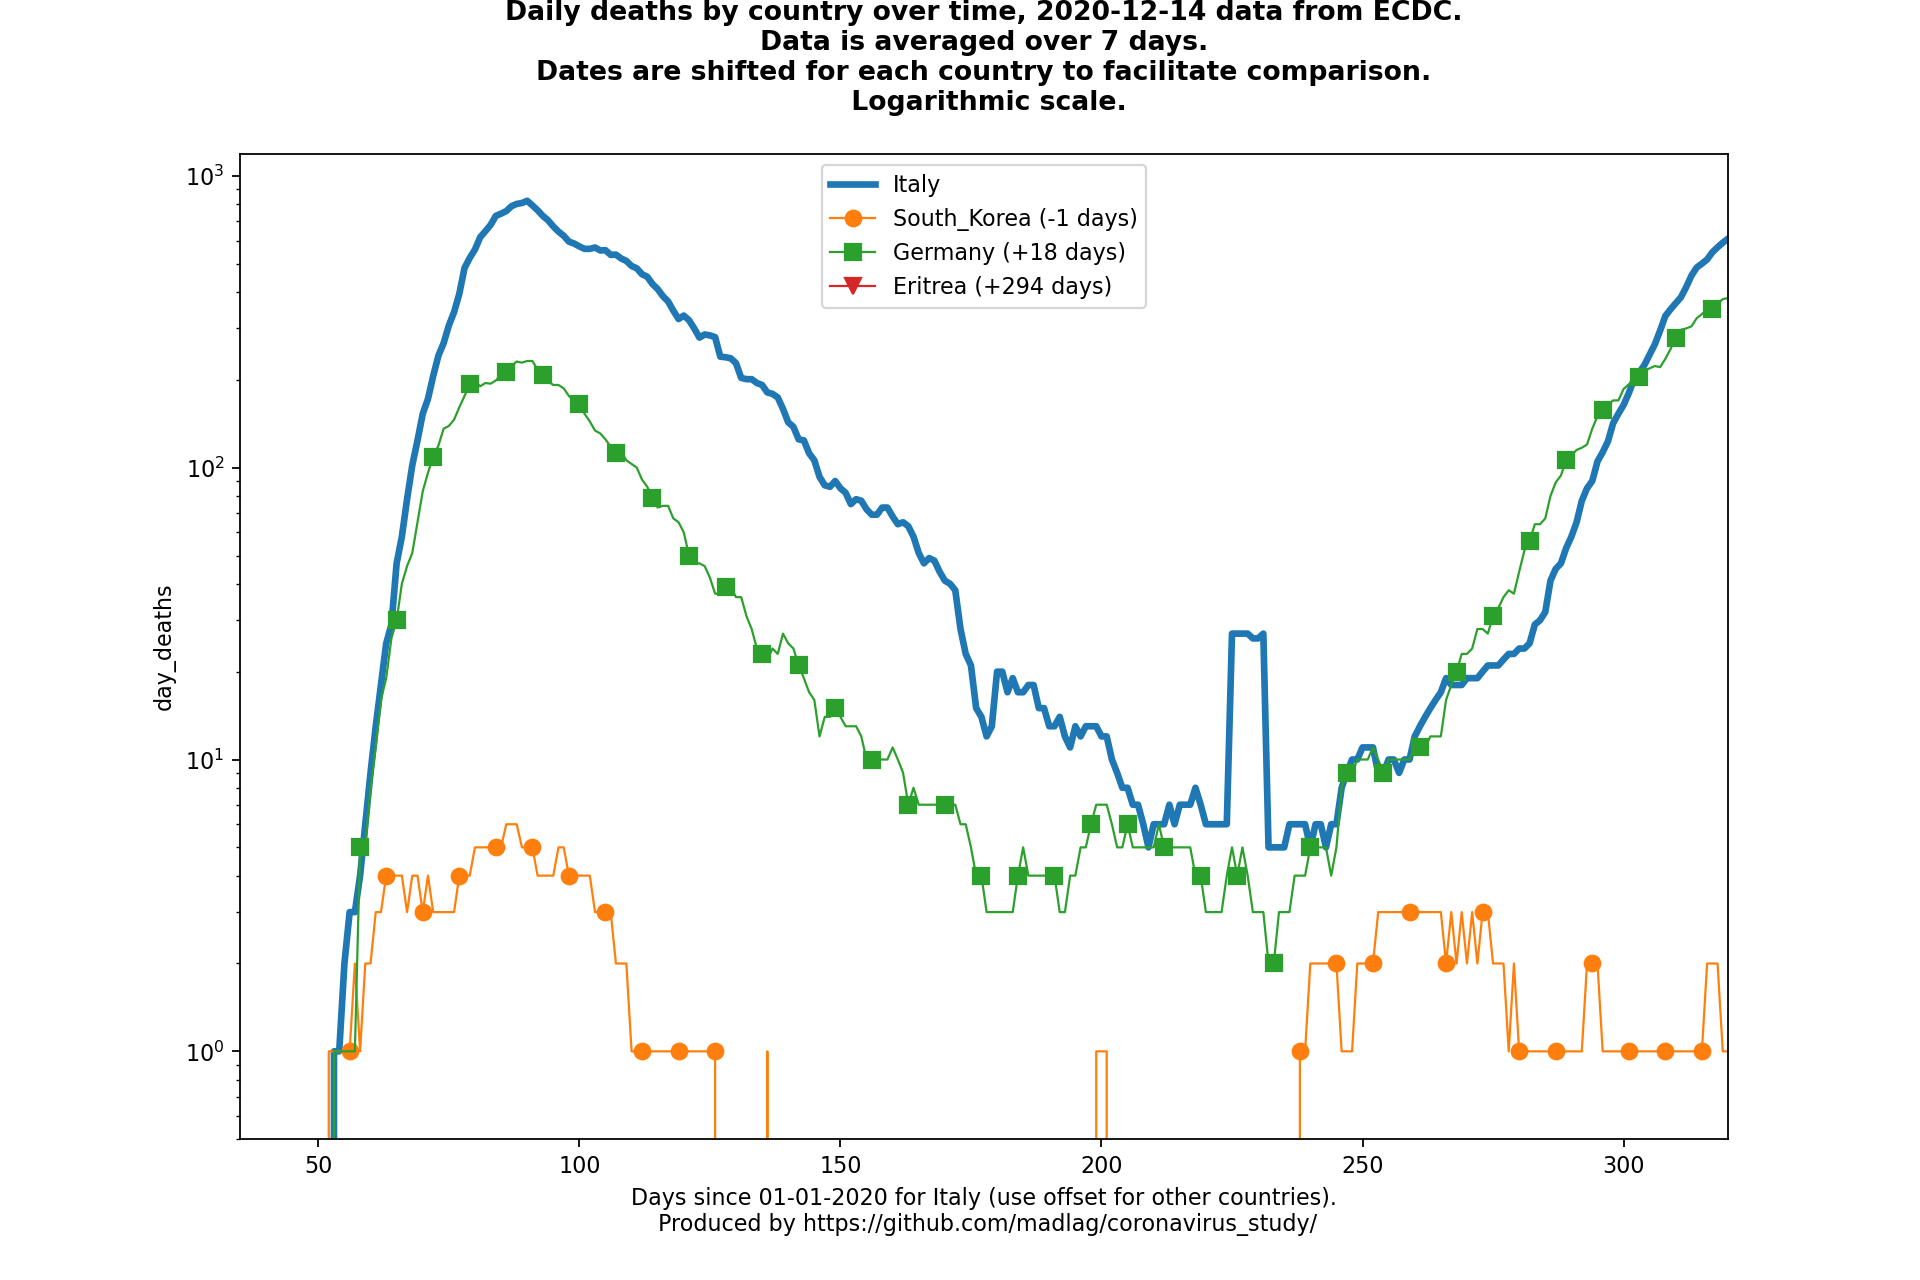 Daily deaths by country over time, 2020-12-14 data from ECDC.
Data is averaged over 7 days.
Dates are shifted for each country to facilitate comparison.
Logarithmic scale.
Italy
South_Korea (-1 days)
Germany (+18 days)
Eritrea (+294 days)
day_deaths
10³
10²
10¹
10⁰
50 100 150 200 250 300
Days since 01-01-2020 for Italy (use offset for other countries).
Produced by https://github.com/madlag/coronavirus_study/